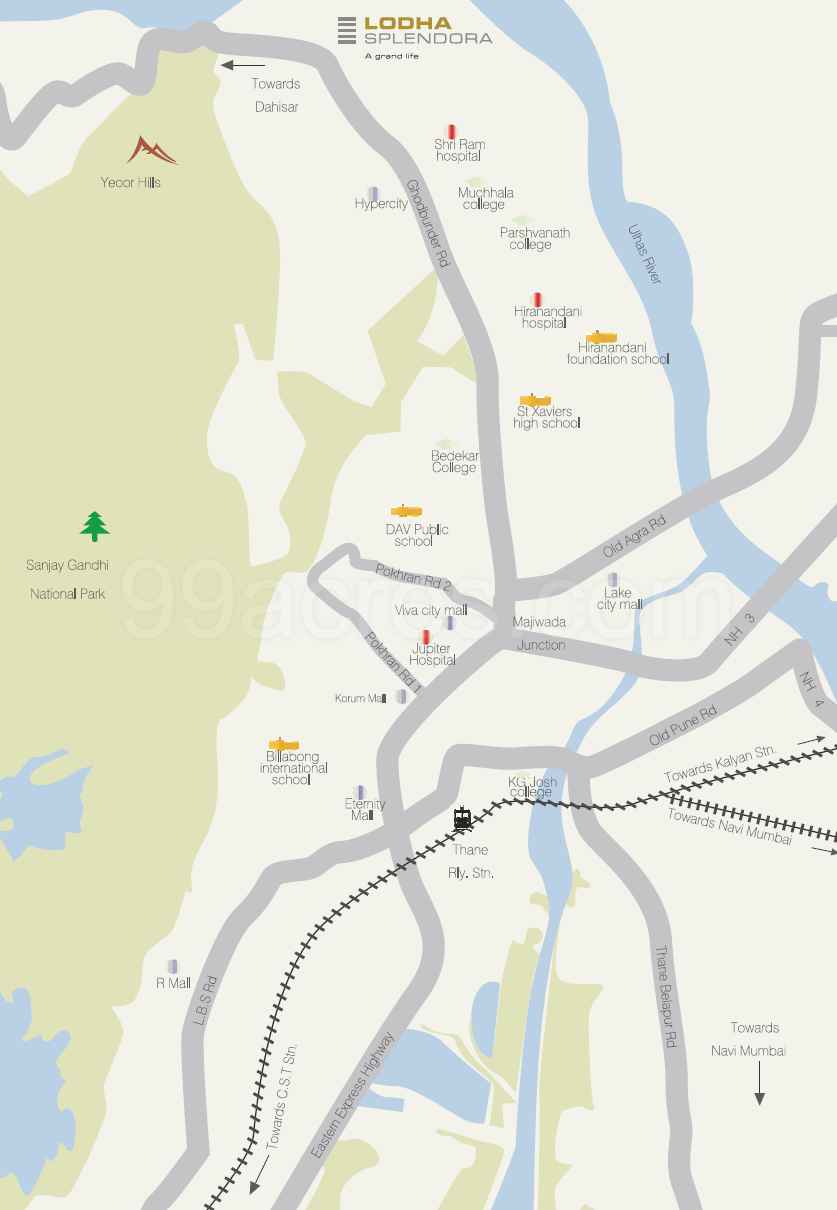 LODHA
SPLENDORA
A grand life
Towards
Dahisar
Shri Ram
hospital
Yeoor Hills
Muchhala
college
Hypercity
Ghodbunder Rd
Parshvanath
college
Ulhas River
Hiranandani
hospital
Hiranandani
foundation school
St Xaviers
high school
Bedekar
College
DAV Public
school
Old Agra Rd
Sanjay Gandhi
National Park
99acres.com
Pokhran Rd 2
Lake
city mall
Viva city mall
Majiwada
Junction
NH 3
Jupiter
Hospital
Pokhran Rd 1
Korum Mall
NH 4
Old Pune Rd
Billabong
international
school
Towards Kalyan Stn.
KG Josh
college
Eternity
Mall
Towards Navi Mumbai
Thane
Rly. Stn.
R Mall
L.B.S Rd
Thane Belapur Rd
Towards
Navi Mumbai
Towards C.S.T Stn.
Eastern Express Highway